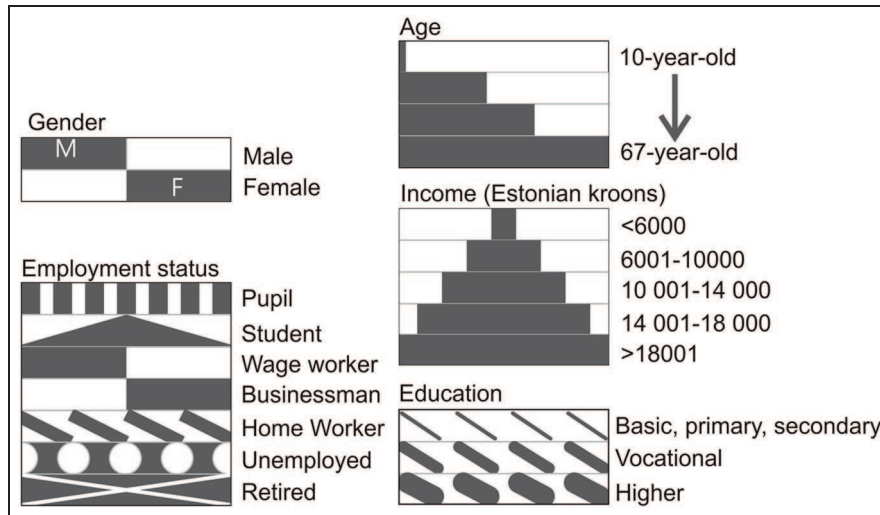 Gender
M
Male
F
Female
Employment status
Pupil
Student
Wage worker
Businessman
Home Worker
Unemployed
Retired
Age
10-year-old
67-year-old
Income (Estonian kroons)
<6000
6001-10000
10 001-14 000
14 001-18 000
>18001
Education
Basic, primary, secondary
Vocational
Higher